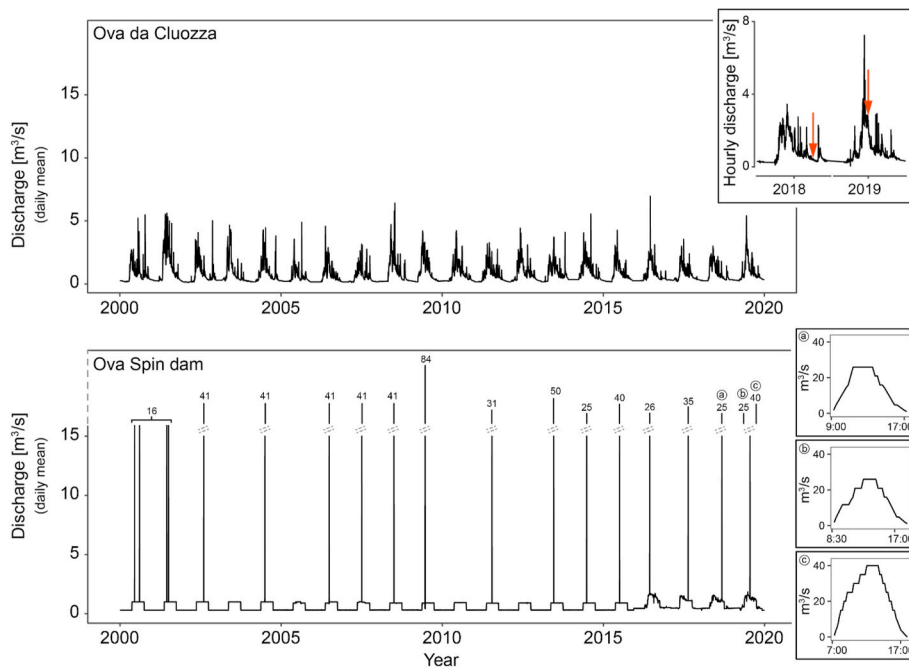 Ova da Cluozza
Discharge [m³/s]
(daily mean)
15
10
5
0
2000 2005 2010 2015 2020
Hourly discharge [m³/s]
8
4
0
2018 2019
Ova Spin dam
Discharge [m³/s]
(daily mean)
15
10
5
0
16 41 41 41 41 41 84 31 50 25 40 26 35 ⓐ 25 ⓑ 25 ⓒ 40
2000 2005 2010 2015 2020
Year
ⓐ
m³/s
40
20
0
9:00 17:00
ⓑ
m³/s
40
20
0
8:30 17:00
ⓒ
m³/s
40
20
0
7:00 17:00